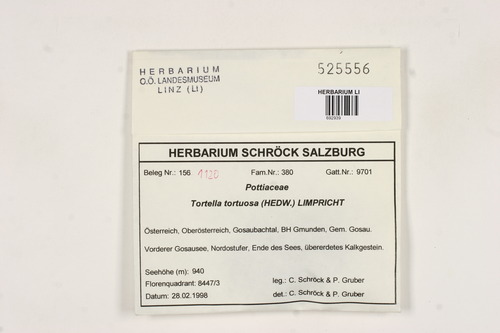 HERBARIUM
O.Ö. LANDESMUSEUM
LINZ (LI)
525556
HERBARIUM LI
592939
HERBARIUM SCHRÖCK SALZBURG
Beleg Nr.: 156 1120 Fam.Nr.: 380 Gatt.Nr.: 9701
Pottiaceae
Tortella tortuosa (HEDW.) LIMPRICHT
Österreich, Oberösterreich, Gosaubachtal, BH Gmunden, Gem. Gosau.
Vorderer Gosausee, Nordostufer, Ende des Sees, übererdetes Kalkgestein.
Seehöhe (m): 940
Florenquadrant: 8447/3 leg.: C. Schröck & P. Gruber
Datum: 28.02.1998 det.: C. Schröck & P. Gruber